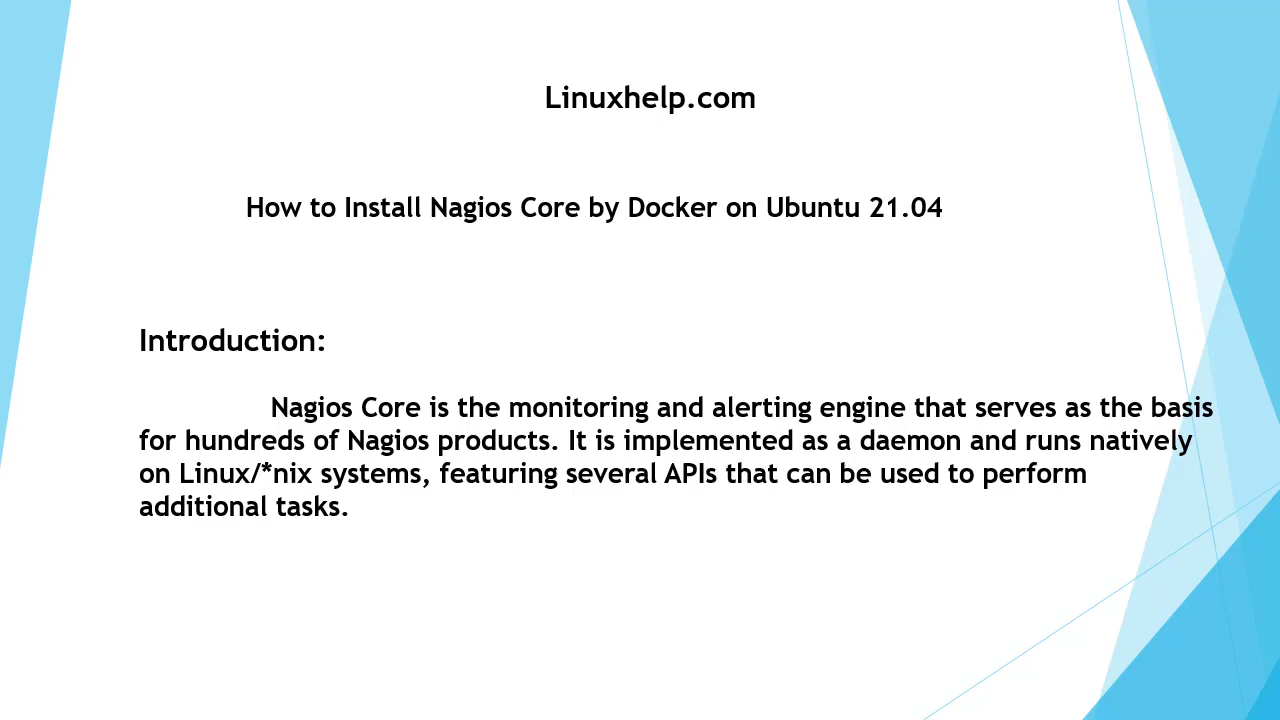 Linuxhelp.com
How to Install Nagios Core by Docker on Ubuntu 21.04
Introduction:
Nagios Core is the monitoring and alerting engine that serves as the basis
for hundreds of Nagios products. It is implemented as a daemon and runs natively
on Linux/*nix systems, featuring several APIs that can be used to perform
additional tasks.